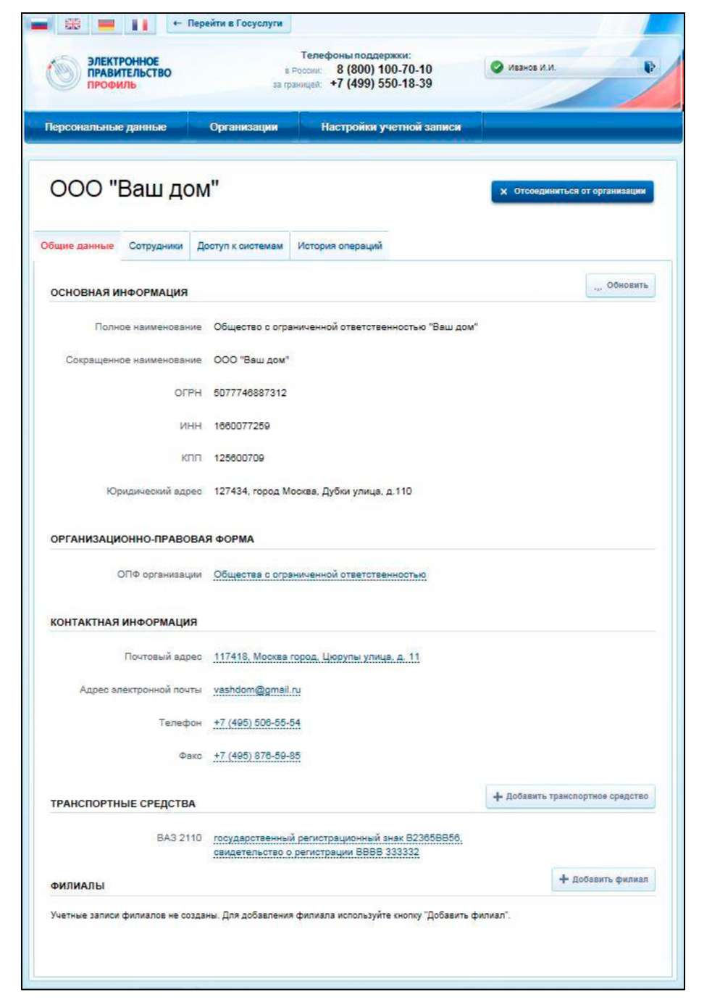 ← Перейти в Госуслуги
ЭЛЕКТРОННОЕ
ПРАВИТЕЛЬСТВО
ПРОФИЛЬ
Телефоны поддержки:
в России: 8 (800) 100-70-10
за границей: +7 (499) 550-18-39
Иванов И.И.
Персональные данные Организации Настройки учетной записи
ООО "Ваш дом"
x Отсоединиться от организации
Общие данные Сотрудники Доступ к системам История операций
ОСНОВНАЯ ИНФОРМАЦИЯ
... Обновить
Полное наименование Общество с ограниченной ответственностью "Ваш дом"
Сокращенное наименование ООО "Ваш дом"
ОГРН 5077746887312
ИНН 1660077259
КПП 125600709
Юридический адрес 127434, город Москва, Дубки улица, д.110
ОРГАНИЗАЦИОННО-ПРАВОВАЯ ФОРМА
ОПФ организации Общества с ограниченной ответственностью
КОНТАКТНАЯ ИНФОРМАЦИЯ
Почтовый адрес 117418, Москва город, Цюрупы улица, д. 11
Адрес электронной почты vashdom@gmail.ru
Телефон +7 (495) 506-55-54
Факс +7 (495) 876-59-85
ТРАНСПОРТНЫЕ СРЕДСТВА
+ Добавить транспортное средство
ВАЗ 2110 государственный регистрационный знак В2365ВВ56,
свидетельство о регистрации ВВВВ 333332
ФИЛИАЛЫ
+ Добавить филиал
Учетные записи филиалов не созданы. Для добавления филиала используйте кнопку "Добавить филиал".